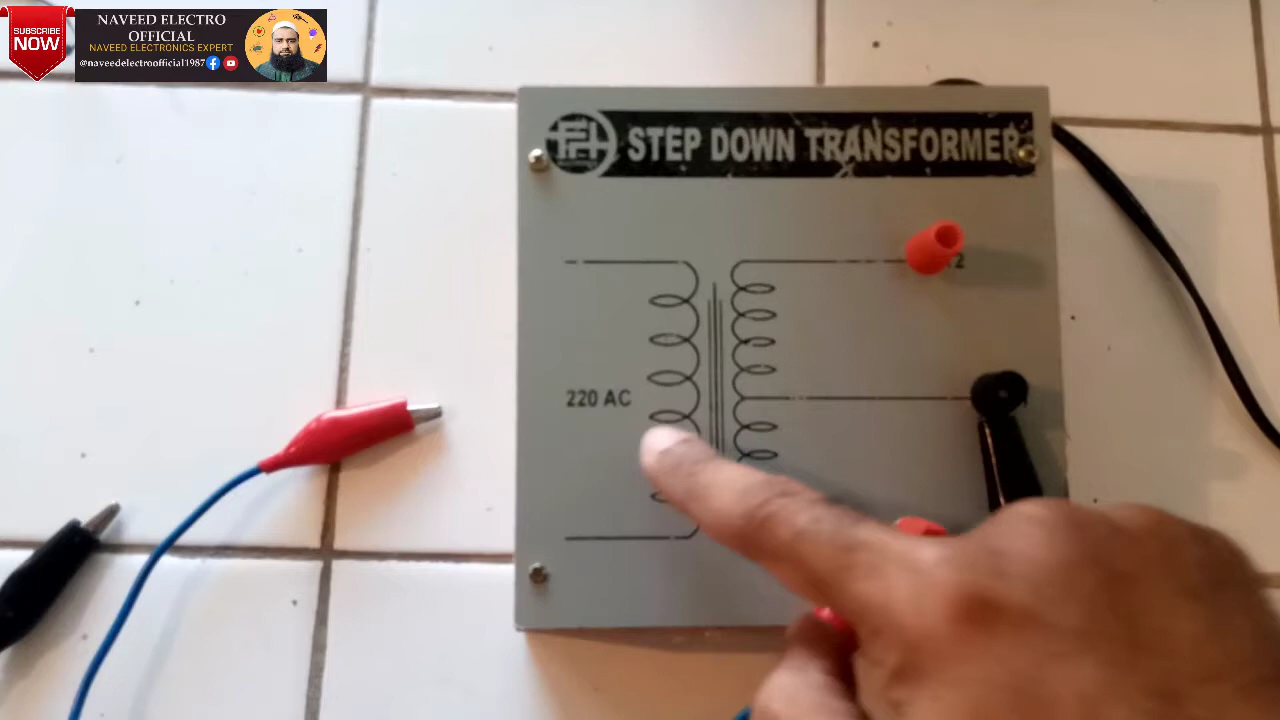 SUBSCRIBE
NOW
NAVEED ELECTRO
OFFICIAL
NAVEED ELECTRONICS EXPERT
@naveedelectroofficial1987
STEP DOWN TRANSFORMER
220 AC